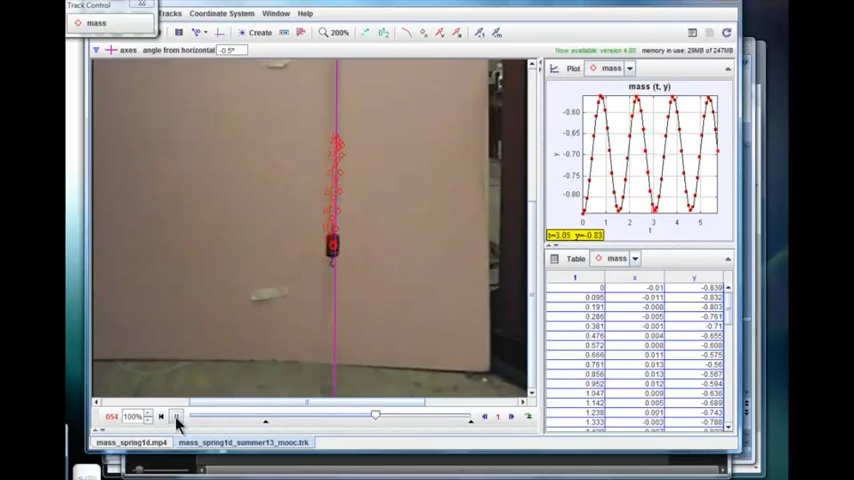 Track Control
mass
Tracks Coordinate System Window Help
Create 200%
axes angle from horizontal -0.5°
Now available: version 4.80 memory in use: 29MB of 247MB
Plot mass
mass (t, y)
-0.60
-0.65
-0.70
-0.75
-0.80
y
0 1 2 3 4 5
t
t=3.05 y=-0.83
Table mass
t x y
0 -0.01 -0.839
0.095 -0.011 -0.832
0.191 -0.008 -0.803
0.286 -0.005 -0.761
0.381 -0.001 -0.71
0.476 0.004 -0.655
0.572 0.008 -0.608
0.666 0.011 -0.575
0.761 0.013 -0.56
0.856 0.013 -0.567
0.952 0.012 -0.594
1.047 0.009 -0.636
1.142 0.005 -0.689
1.238 0.001 -0.743
1.333 -0.003 -0.788
054 100% 1
mass_spring1d.mp4 mass_spring1d_summer13_mooc.trk